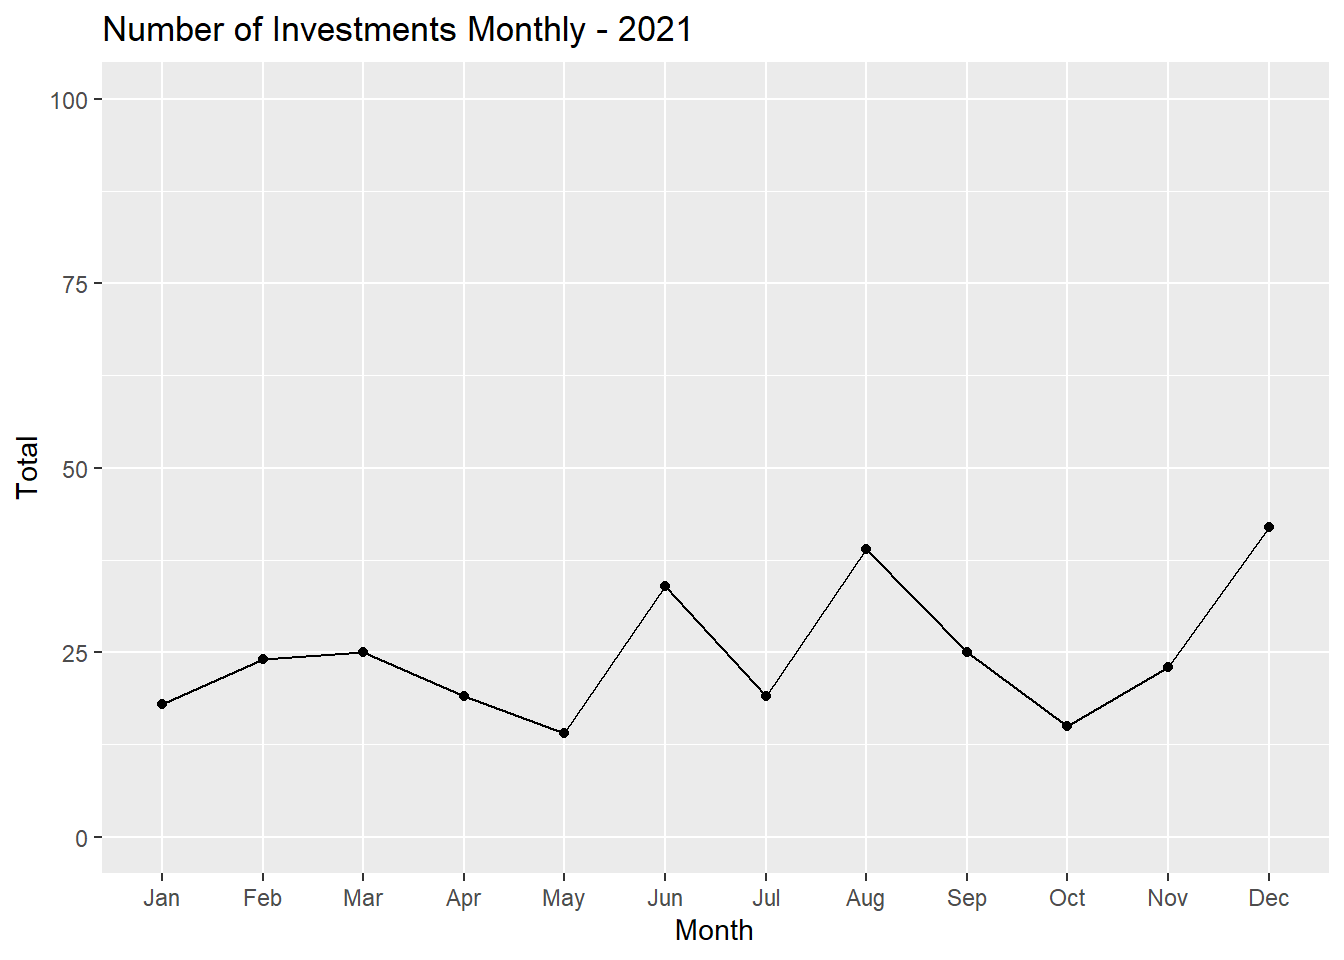 Number of Investments Monthly - 2021
100
75
50
25
0
Total
Jan Feb Mar Apr May Jun Jul Aug Sep Oct Nov Dec
Month